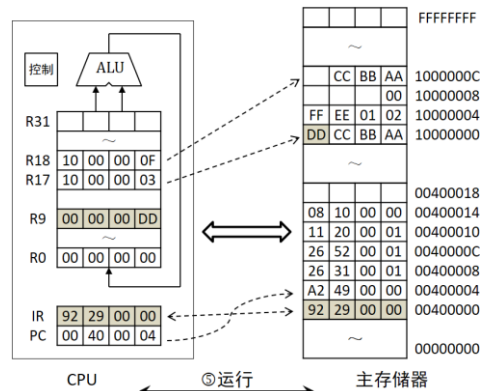 FFFFFFFF
～
控制 ALU
CC BB AA 1000000C
00 10000008
R31 FF EE 01 02 10000004
～ DD CC BB AA 10000000
R18 10 00 00 0F ～
R17 10 00 00 03
00400018
R9 00 00 00 DD 08 10 00 00 00400014
～ 11 20 00 01 00400010
R0 00 00 00 00 26 52 00 01 0040000C
26 31 00 01 00400008
A2 49 00 00 00400004
IR 92 29 00 00 92 29 00 00 00400000
PC 00 40 00 04 ～
00000000
CPU ⑤运行 主存储器